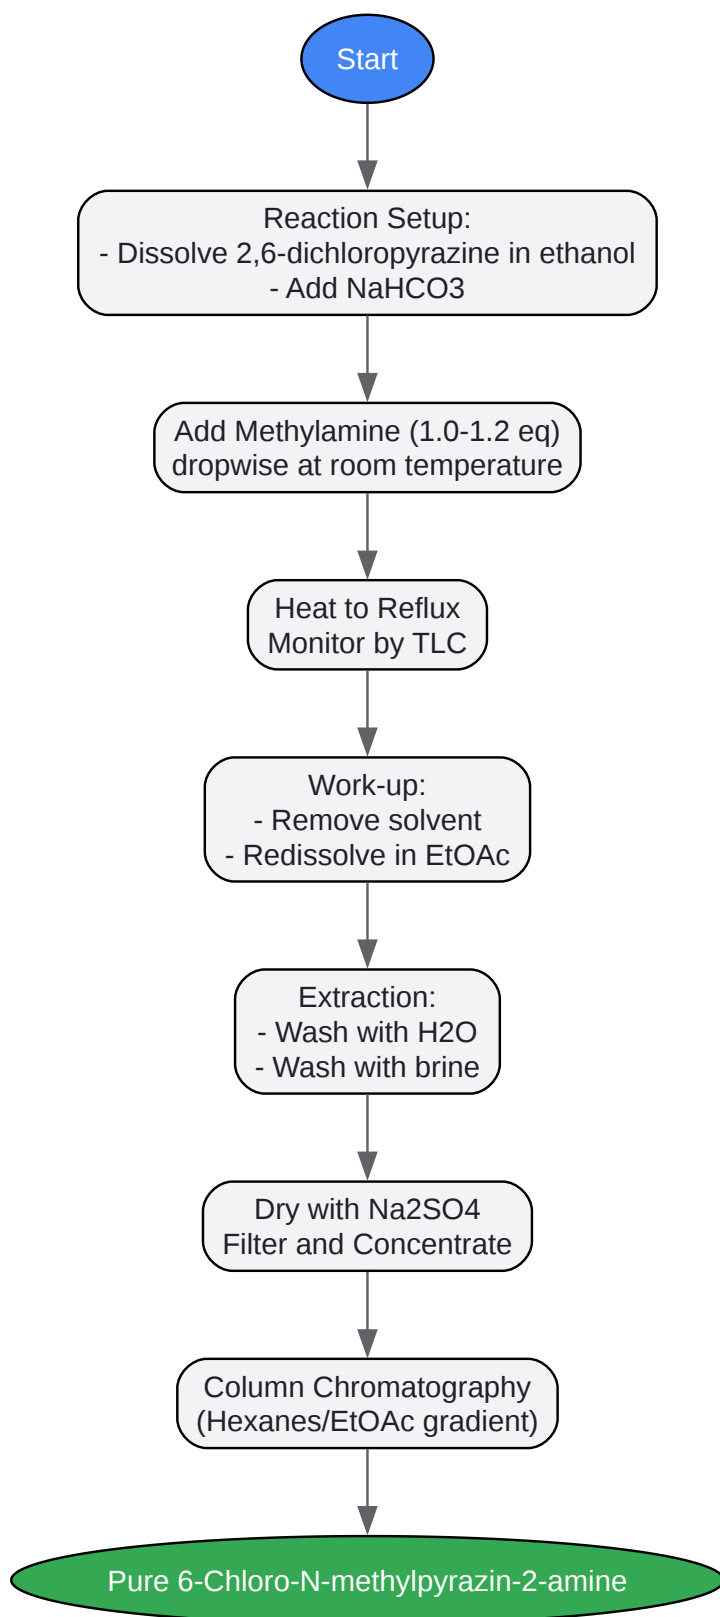 Start
Reaction Setup:
- Dissolve 2,6-dichloropyrazine in ethanol
- Add NaHCO3
Add Methylamine (1.0-1.2 eq)
dropwise at room temperature
Heat to Reflux
Monitor by TLC
Work-up:
- Remove solvent
- Redissolve in EtOAc
Extraction:
- Wash with H2O
- Wash with brine
Dry with Na2SO4
Filter and Concentrate
Column Chromatography
(Hexanes/EtOAc gradient)
Pure 6-Chloro-N-methylpyrazin-2-amine